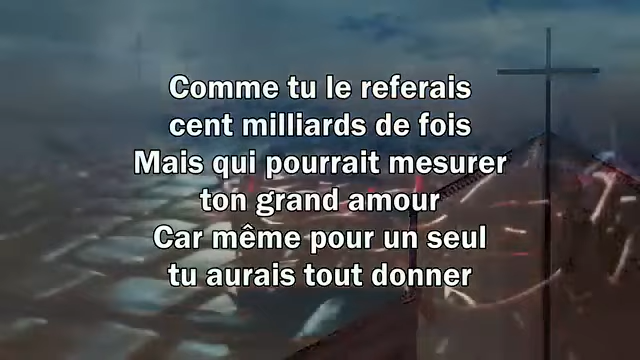 Comme tu le referais
cent milliards de fois
Mais qui pourrait mesurer
ton grand amour
Car même pour un seul
tu aurais tout donner